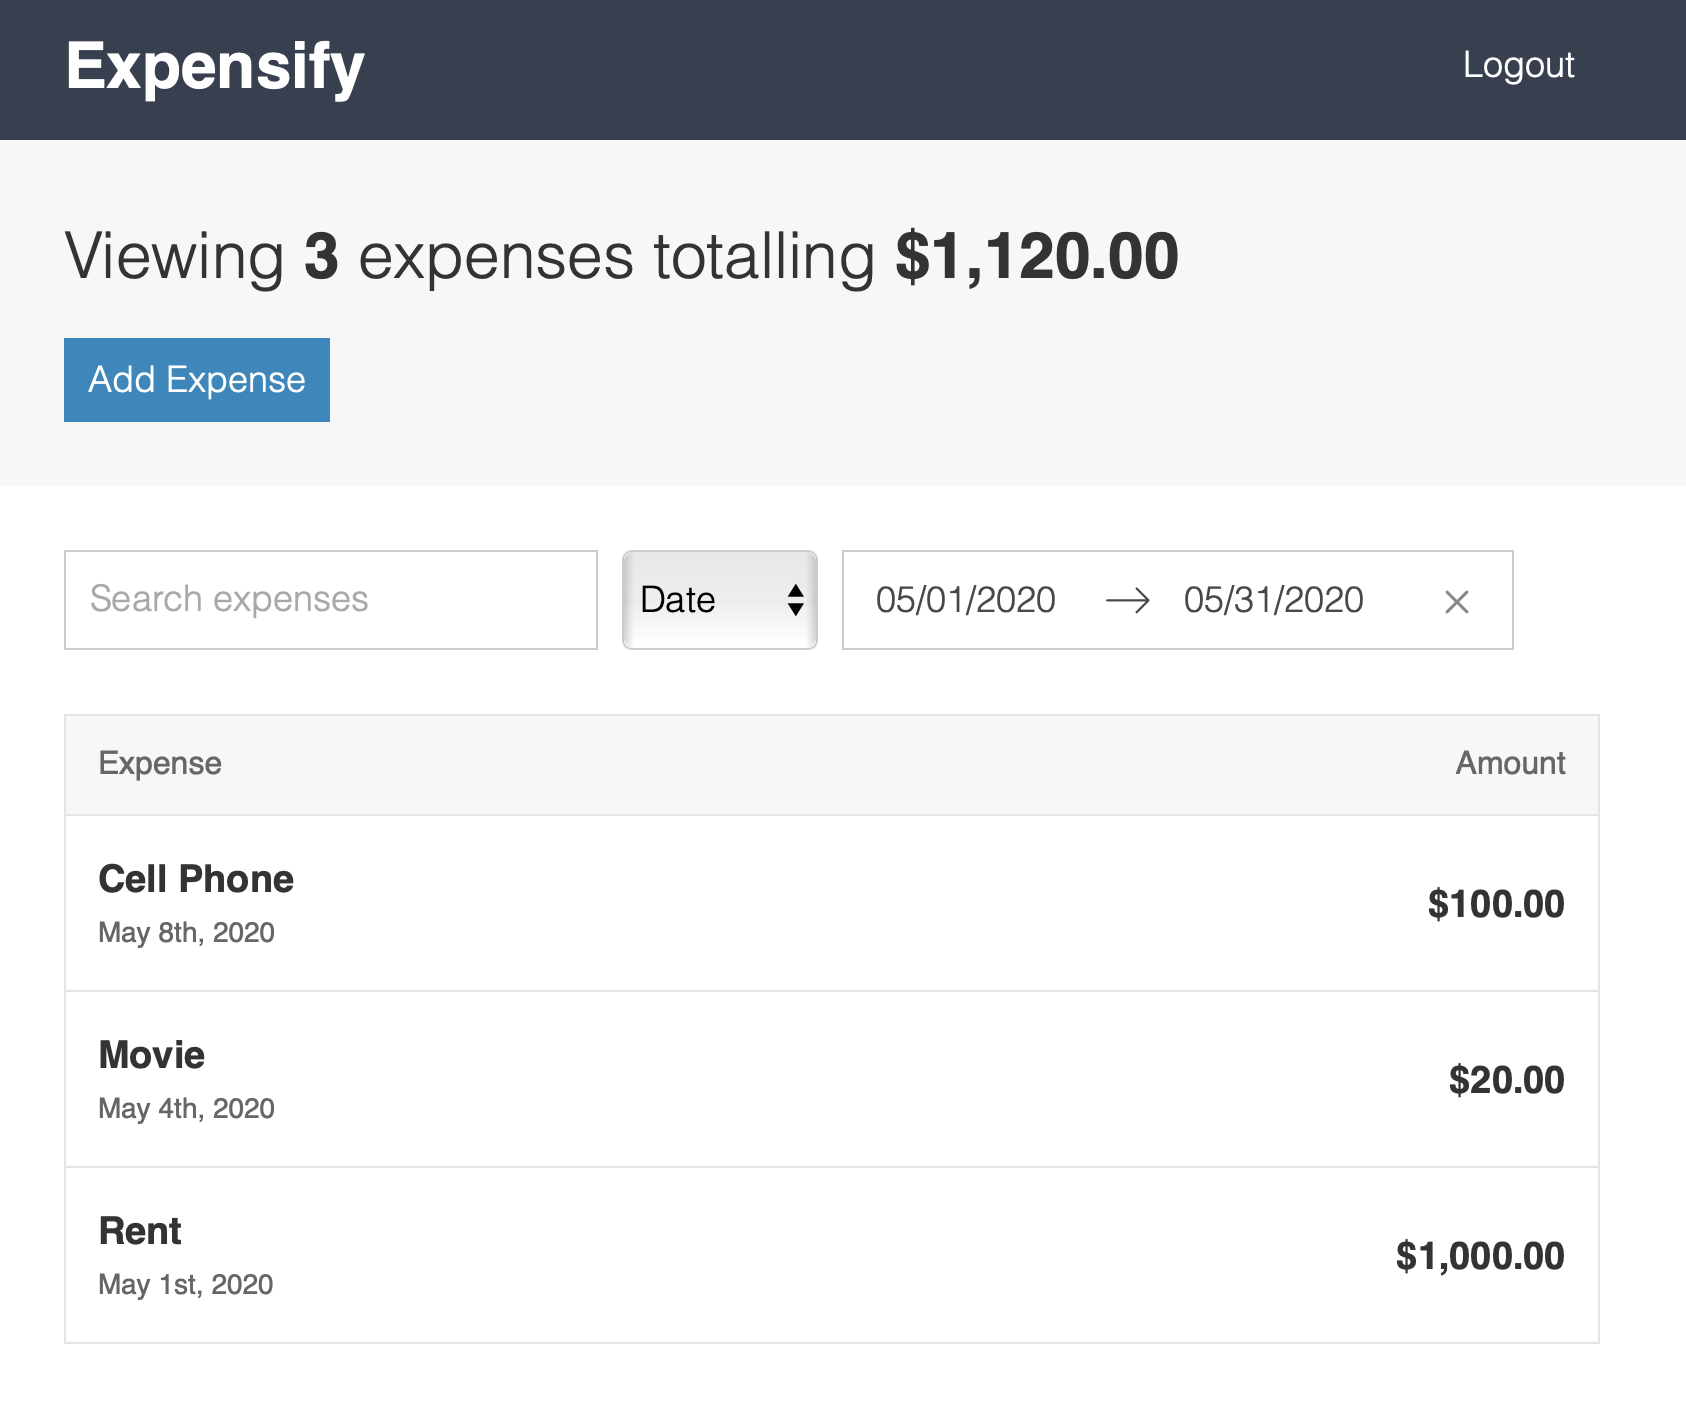 Expensify
Logout
Viewing 3 expenses totalling $1,120.00
Add Expense
Search expenses
Date
05/01/2020
05/31/2020
Expense
Amount
Cell Phone
May 8th, 2020
$100.00
Movie
May 4th, 2020
$20.00
Rent
May 1st, 2020
$1,000.00